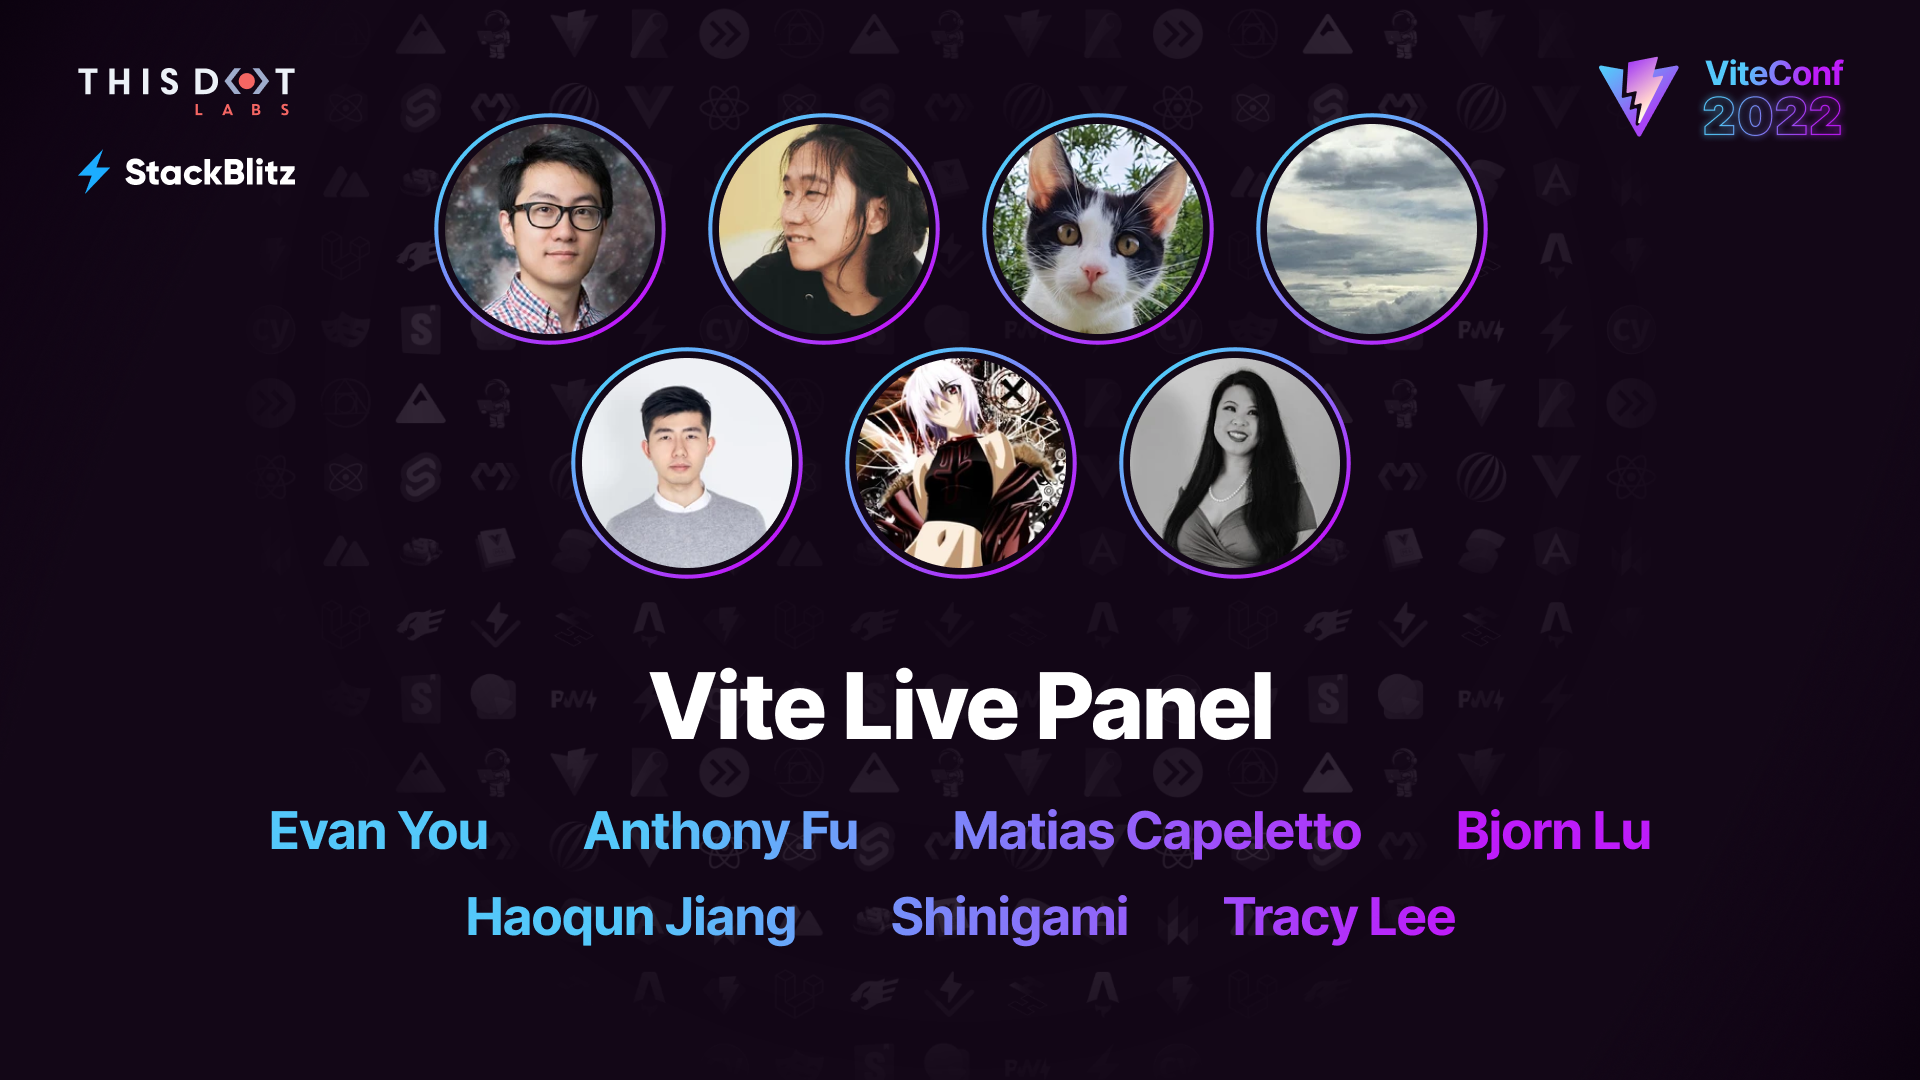 THIS DOT
LABS
StackBlitz
ViteConf
2022
Vite Live Panel
Evan You Anthony Fu Matias Capeletto Bjorn Lu
Haoqun Jiang Shinigami Tracy Lee